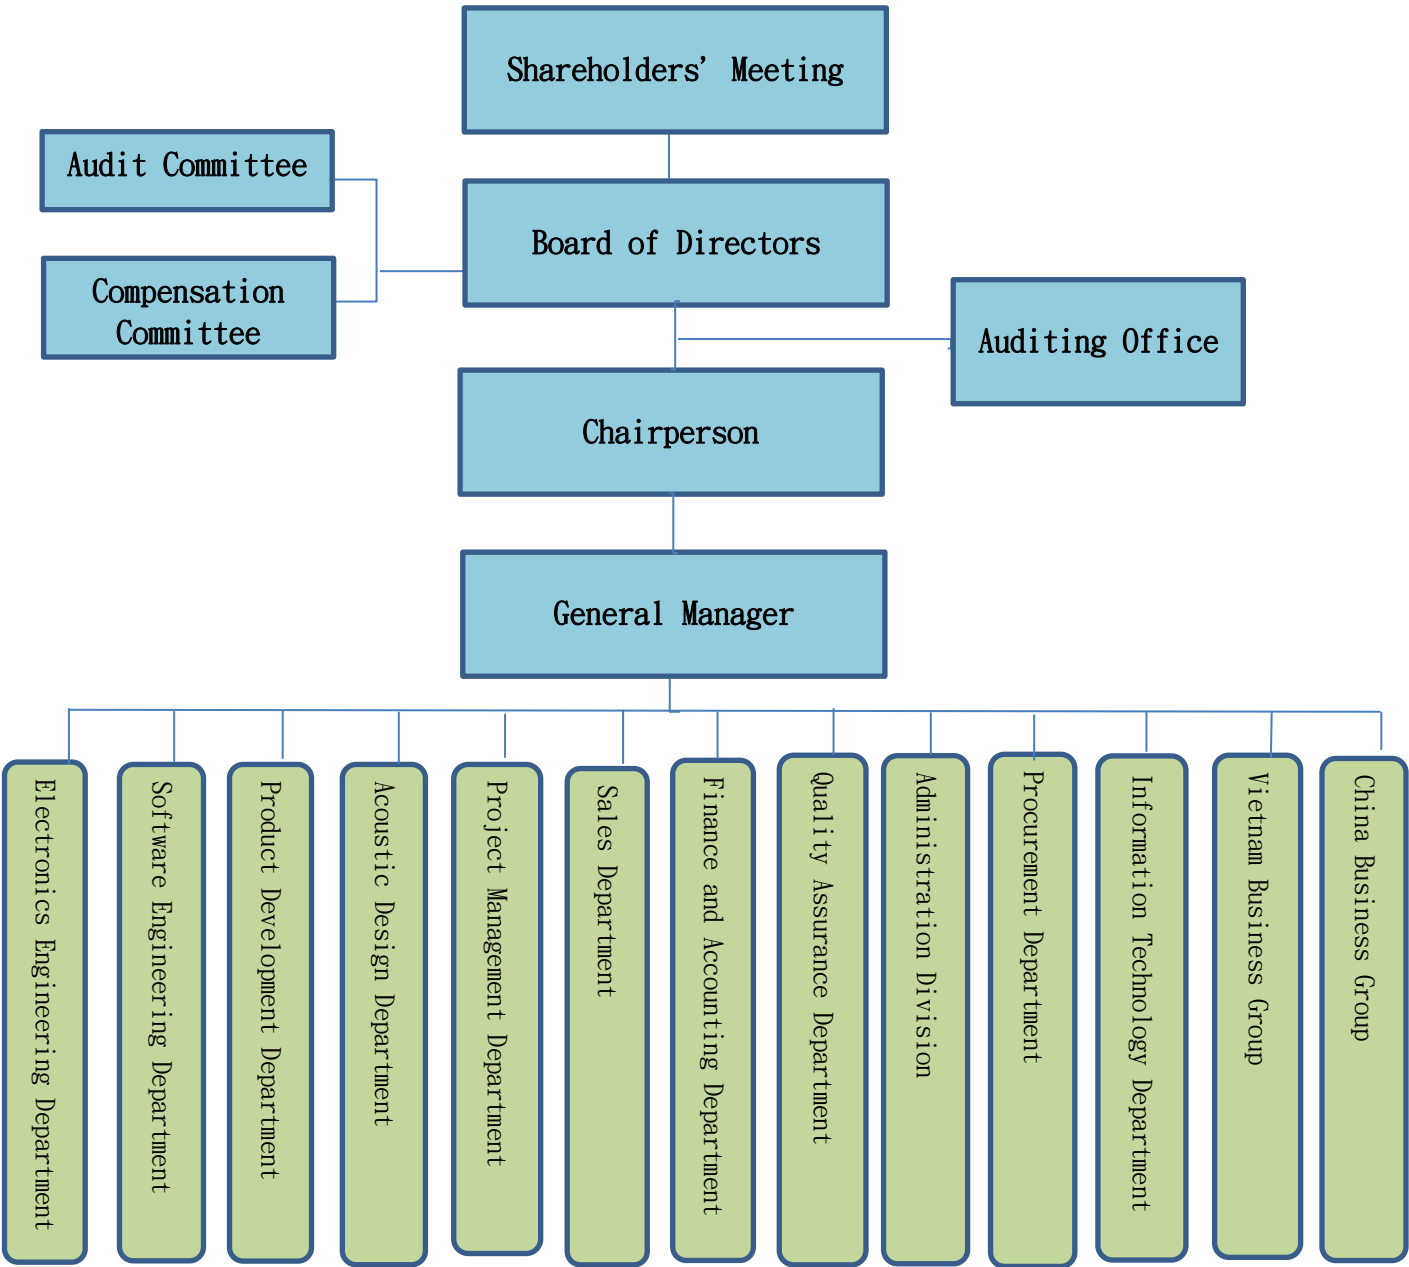 Shareholders' Meeting
Audit Committee
Board of Directors
Compensation
Committee
Auditing Office
Chairperson
General Manager
Electronics Engineering Department
Software Engineering Department
Product Development Department
Acoustic Design Department
Project Management Department
Sales Department
Finance and Accounting Department
Quality Assurance Department
Administration Division
Procurement Department
Information Technology Department
Vietnam Business Group
China Business Group